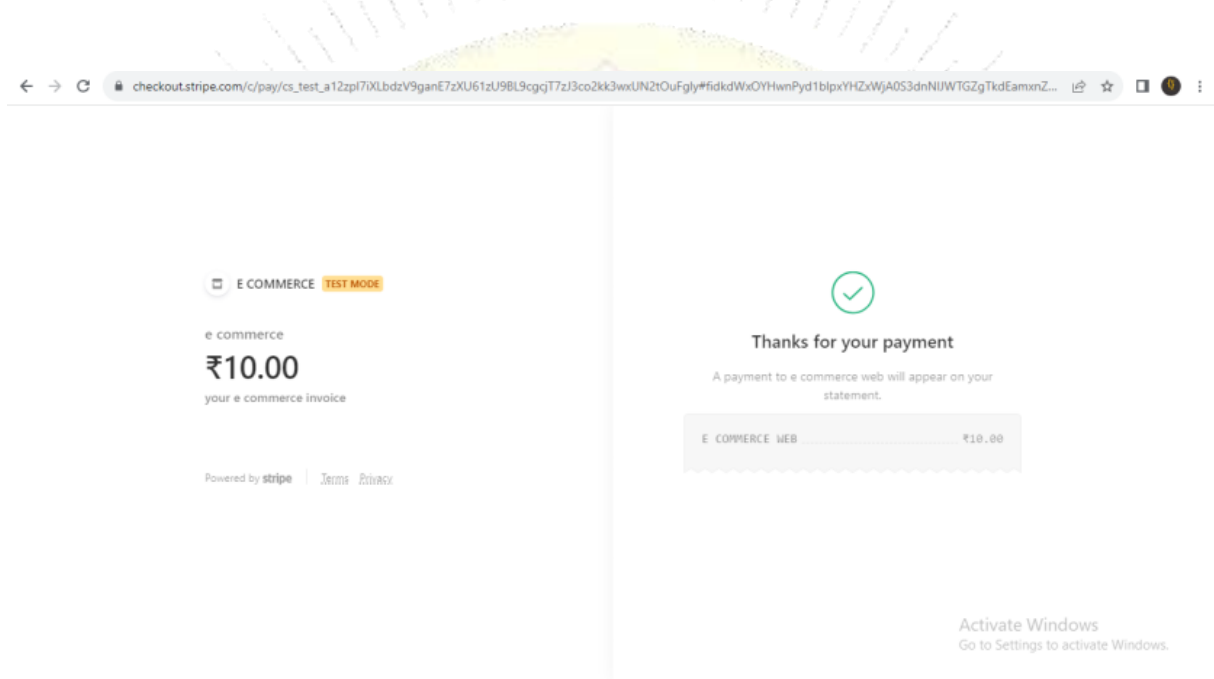 checkout.stripe.com/c/pay/cs_test_a12zpI7iXLbdzV9ganE7zXU61zU9BL9cgcjT7zJ3co2kk3wxUN2tOuFgly#fidkdWxOYHwnPyd1blpxYHZxWjA0S3dnNlJWTGZgTkdEamxnZ...
E COMMERCE TEST MODE
e commerce
₹10.00
your e commerce invoice
Powered by stripe Terms Privacy
Thanks for your payment
A payment to e commerce web will appear on your
statement.
E COMMERCE WEB ₹10.00
Activate Windows
Go to Settings to activate Windows.